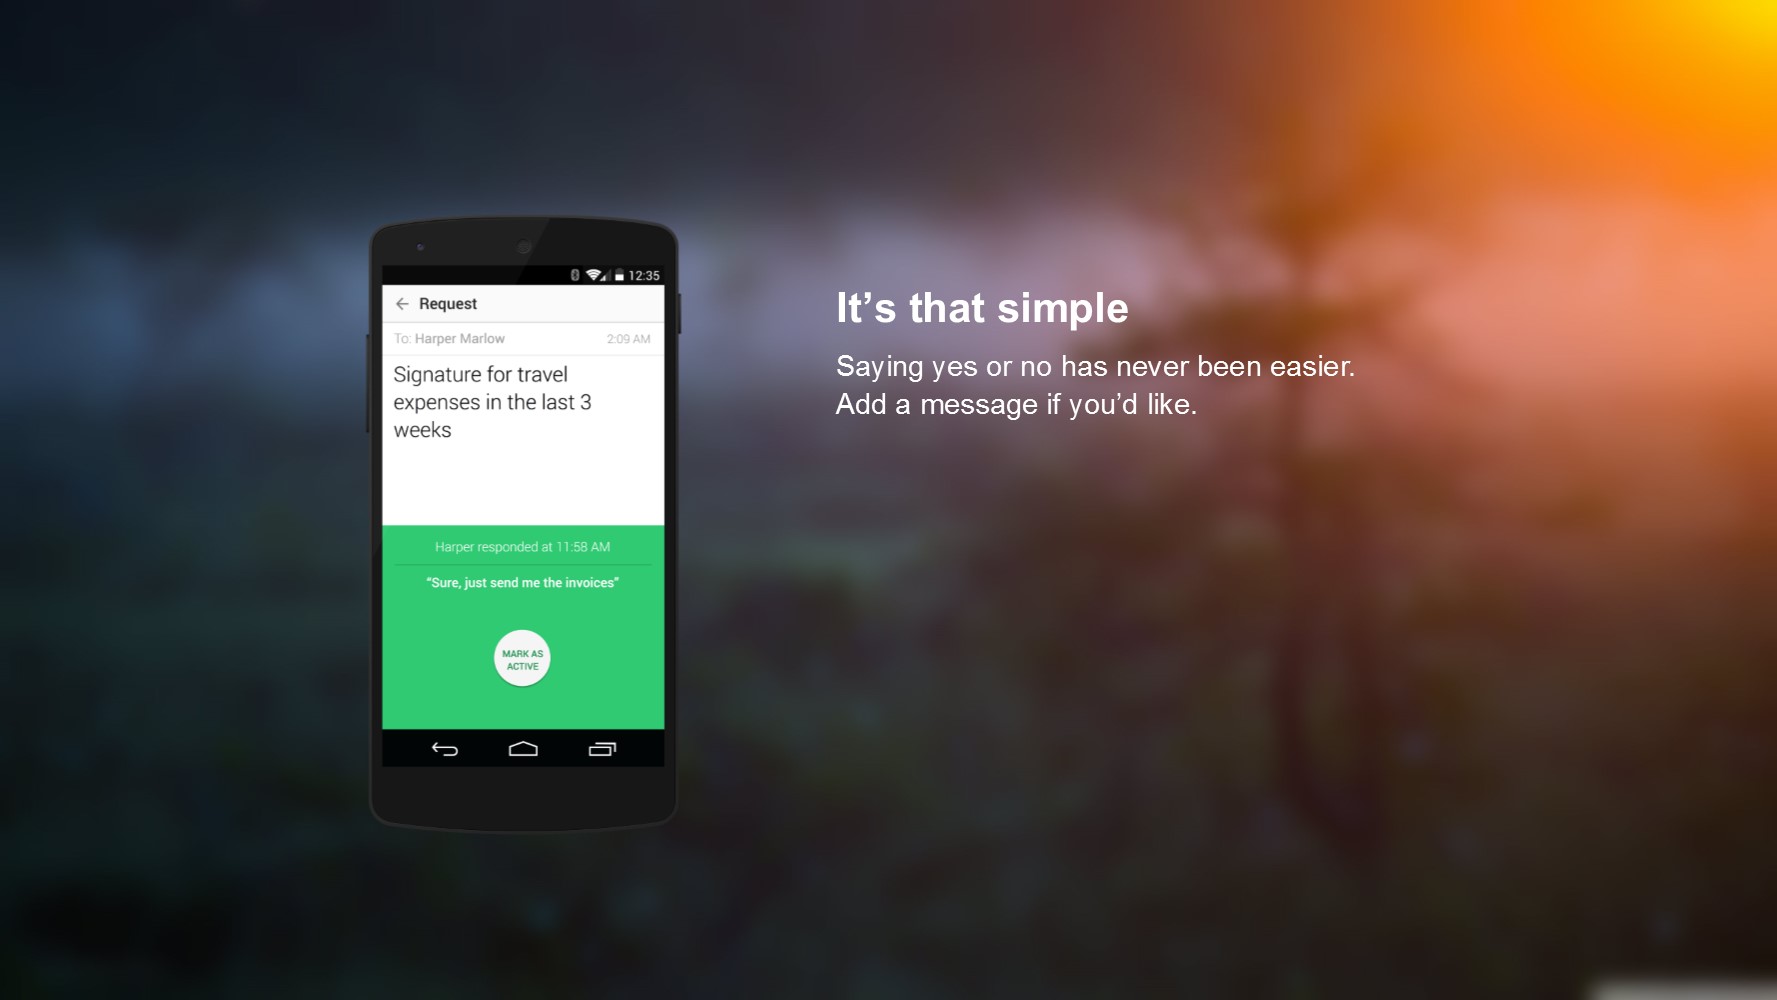 12:35
Request
To: Harper Marlow 2:09 AM
Signature for travel
expenses in the last 3
weeks
Harper responded at 11:58 AM
“Sure, just send me the invoices”
MARK AS
ACTIVE
It’s that simple
Saying yes or no has never been easier.
Add a message if you’d like.